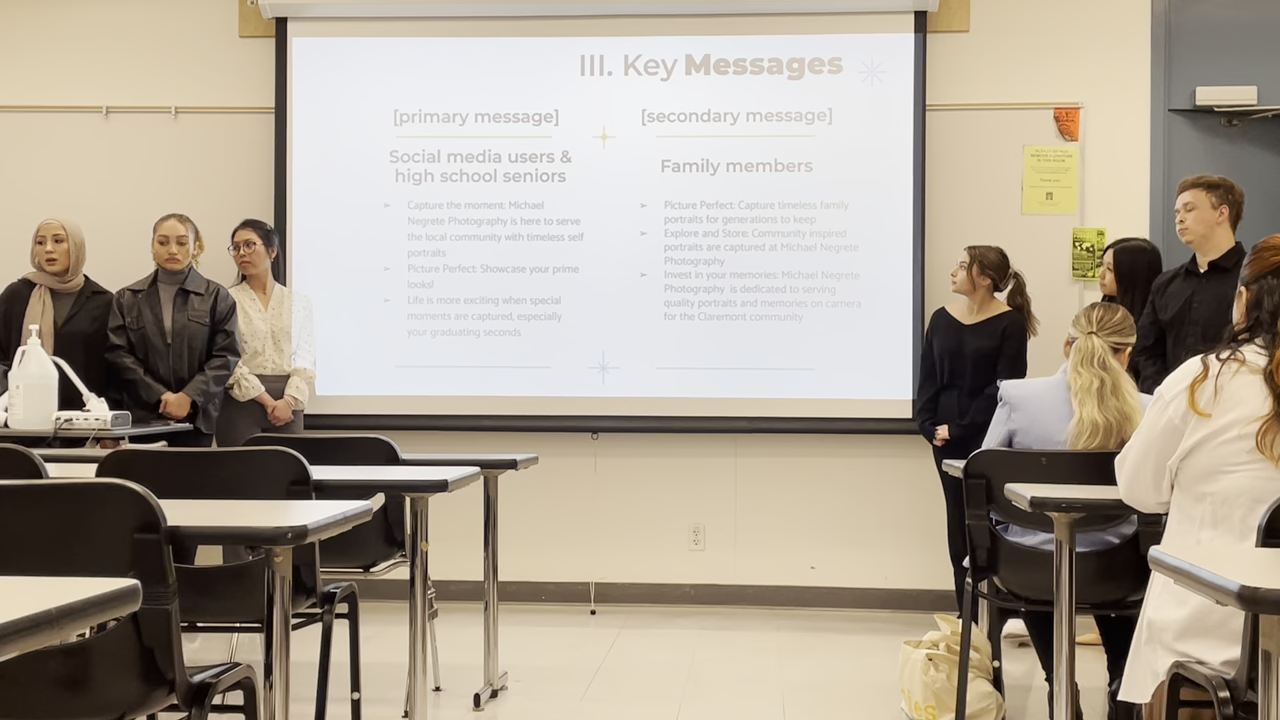 III. Key Messages
[primary message]
Social media users &
high school seniors
➢ Capture the moment: Michael
Negrete Photography is here to serve
the local community with timeless self
portraits
➢ Picture Perfect: Showcase your prime
looks!
➢ Life is more exciting when special
moments are captured, especially
your graduating seconds
[secondary message]
Family members
➢ Picture Perfect: Capture timeless family
portraits for generations to keep
➢ Explore and Store: Community inspired
portraits are captured at Michael Negrete
Photography
➢ Invest in your memories: Michael Negrete
Photography is dedicated to serving
quality portraits and memories on camera
for the Claremont community